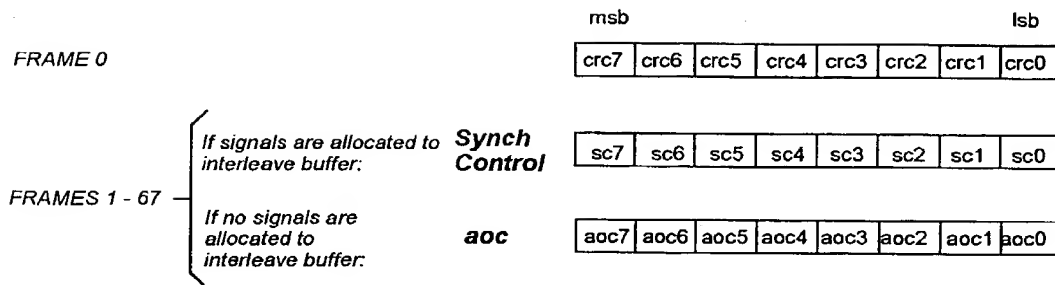 msb lsb
FRAME 0 crc7 crc6 crc5 crc4 crc3 crc2 crc1 crc0
If signals are allocated to Synch
interleave buffer: Control sc7 sc6 sc5 sc4 sc3 sc2 sc1 sc0
FRAMES 1 - 67
If no signals are
allocated to aoc aoc7 aoc6 aoc5 aoc4 aoc3 aoc2 aoc1 aoc0
interleave buffer: